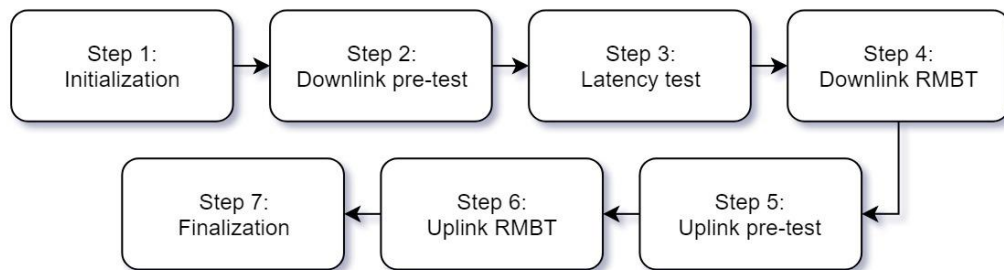 Step 1:
Initialization
Step 2:
Downlink pre-test
Step 3:
Latency test
Step 4:
Downlink RMBT
Step 5:
Uplink pre-test
Step 6:
Uplink RMBT
Step 7:
Finalization